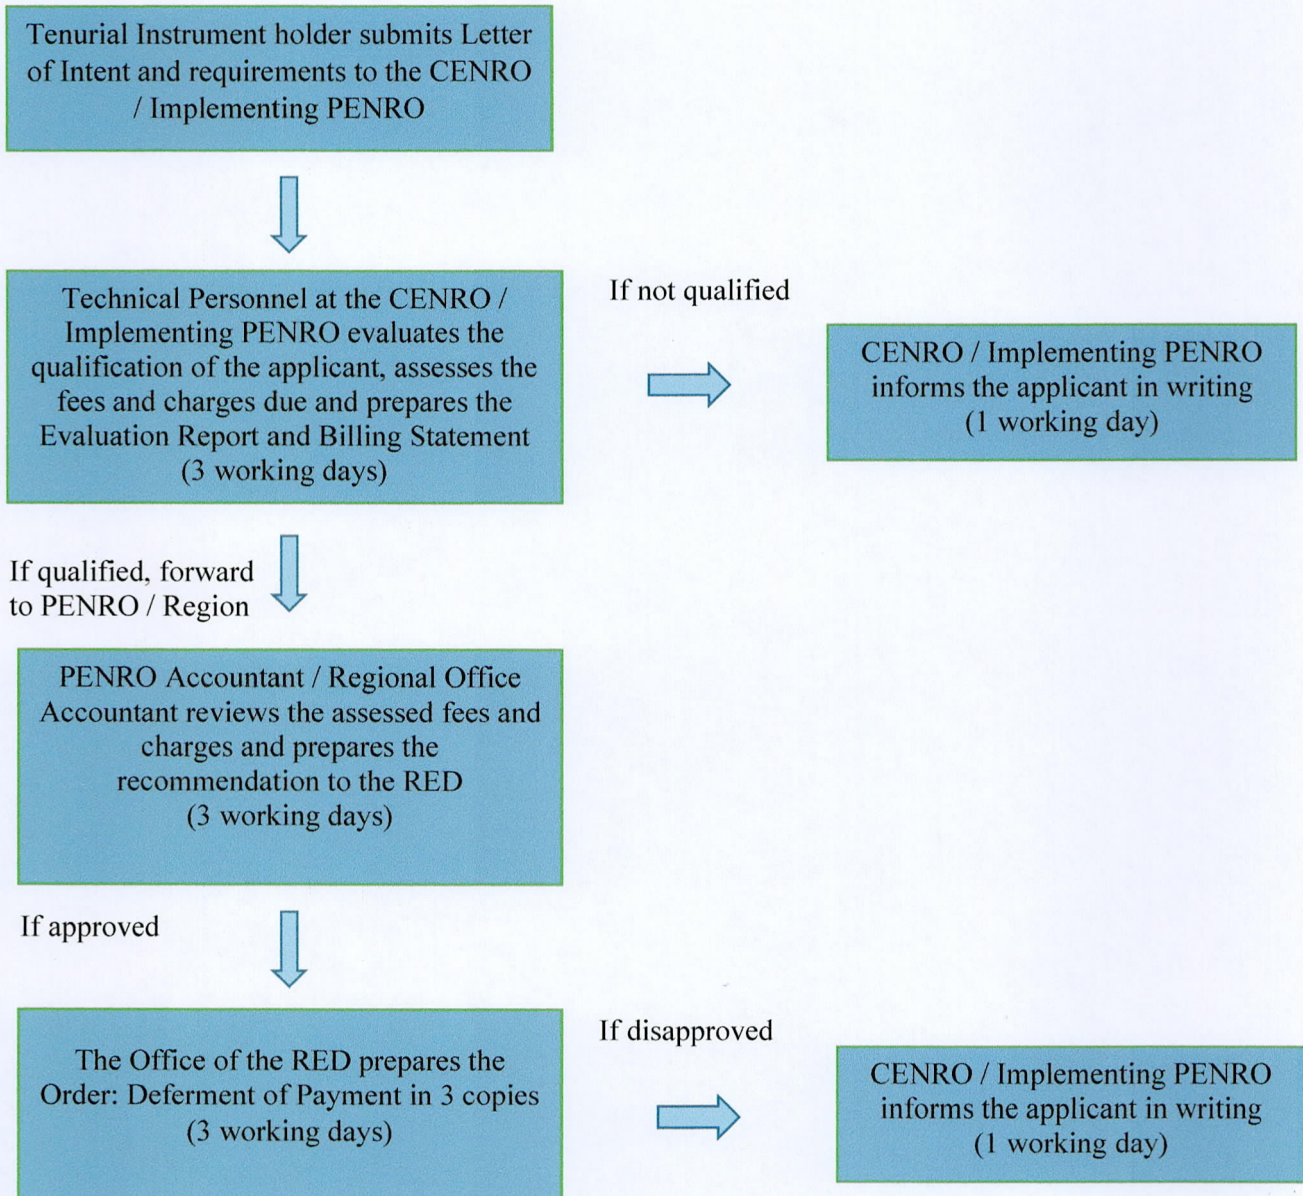 Tenurial Instrument holder submits Letter
of Intent and requirements to the CENRO
/ Implementing PENRO
Technical Personnel at the CENRO /
Implementing PENRO evaluates the
qualification of the applicant, assesses the
fees and charges due and prepares the
Evaluation Report and Billing Statement
(3 working days)
If not qualified
CENRO / Implementing PENRO
informs the applicant in writing
(1 working day)
If qualified, forward
to PENRO / Region
PENRO Accountant / Regional Office
Accountant reviews the assessed fees and
charges and prepares the
recommendation to the RED
(3 working days)
If approved
The Office of the RED prepares the
Order: Deferment of Payment in 3 copies
(3 working days)
If disapproved
CENRO / Implementing PENRO
informs the applicant in writing
(1 working day)